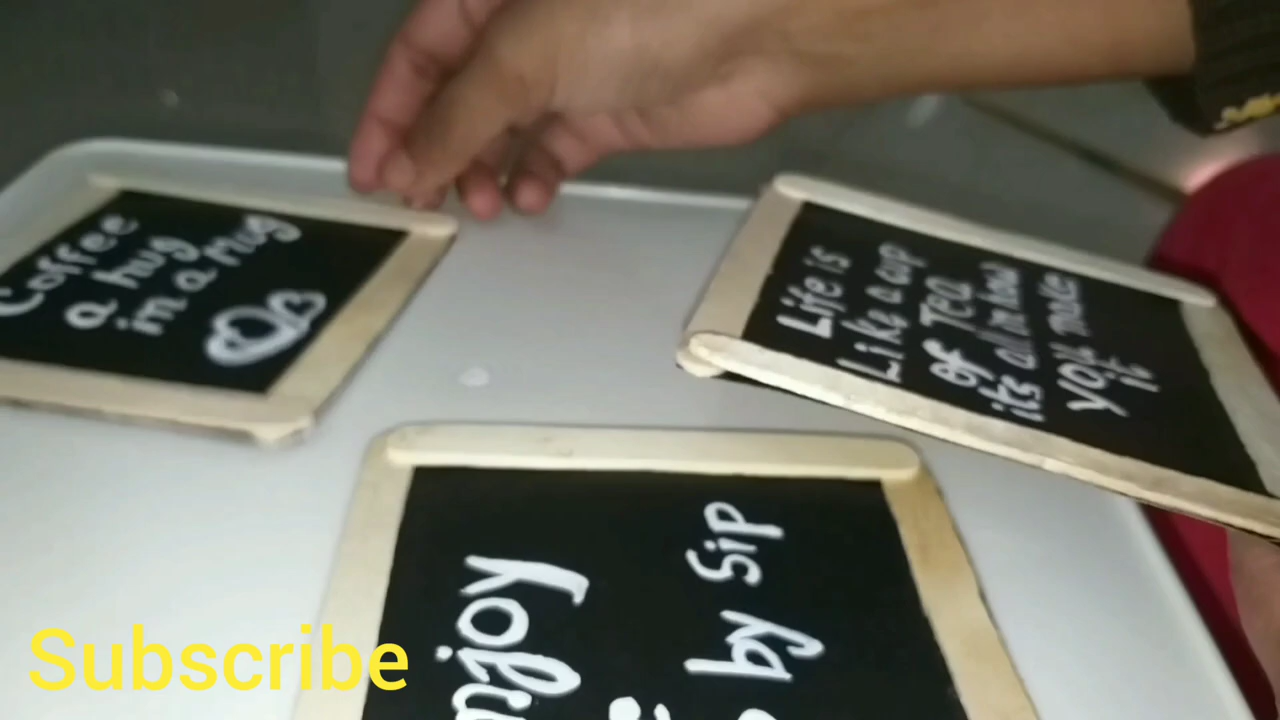 Coffee
a hug
in a Mug
Life is
Like a cup
OF Tea
it's all in how
you make
it
Enjoy
by Sip
Subscribe